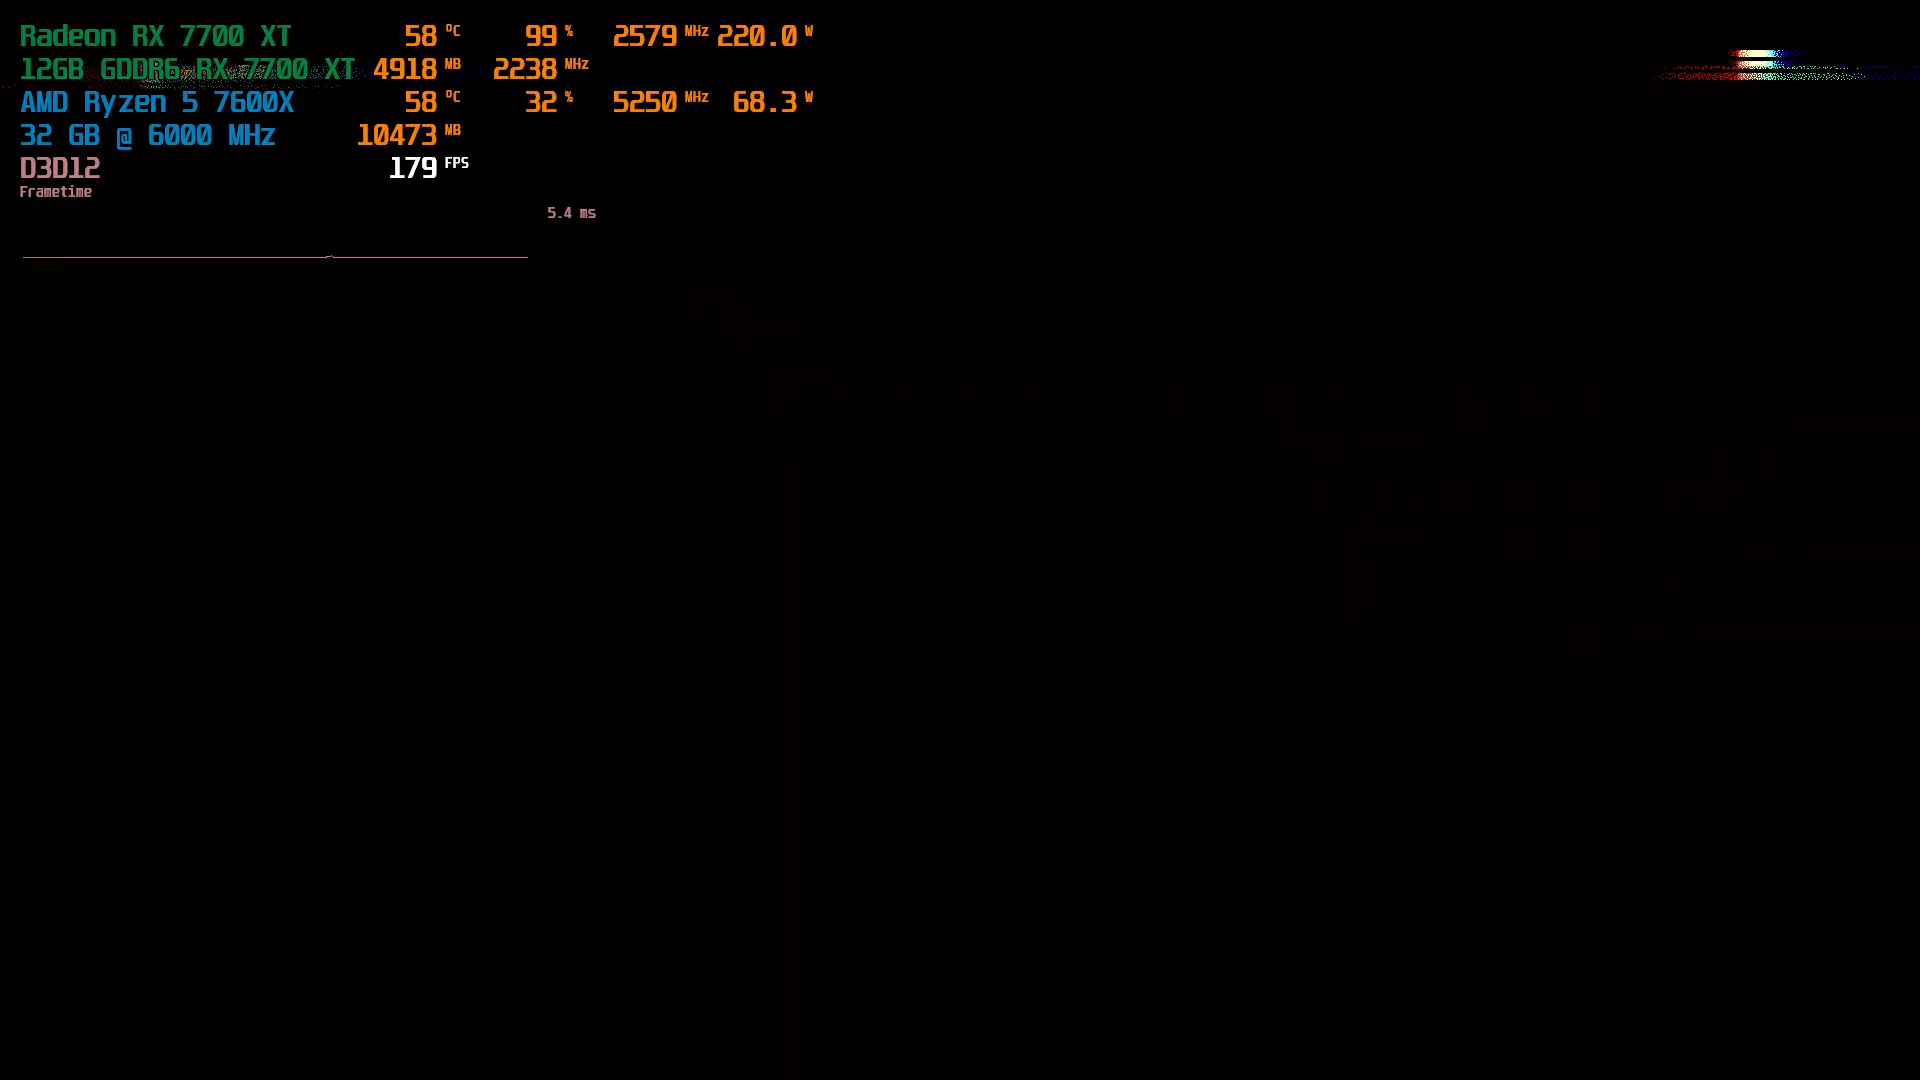 Radeon RX 7700 XT 58 °C 99 % 2579 MHz 220.0 W
12GB GDDR6 RX 7700 XT 4918 MB 2238 MHz
AMD Ryzen 5 7600X 58 °C 32 % 5250 MHz 68.3 W
32 GB @ 6000 MHz 10473 MB
D3D12 179 FPS
Frametime
5.4 ms